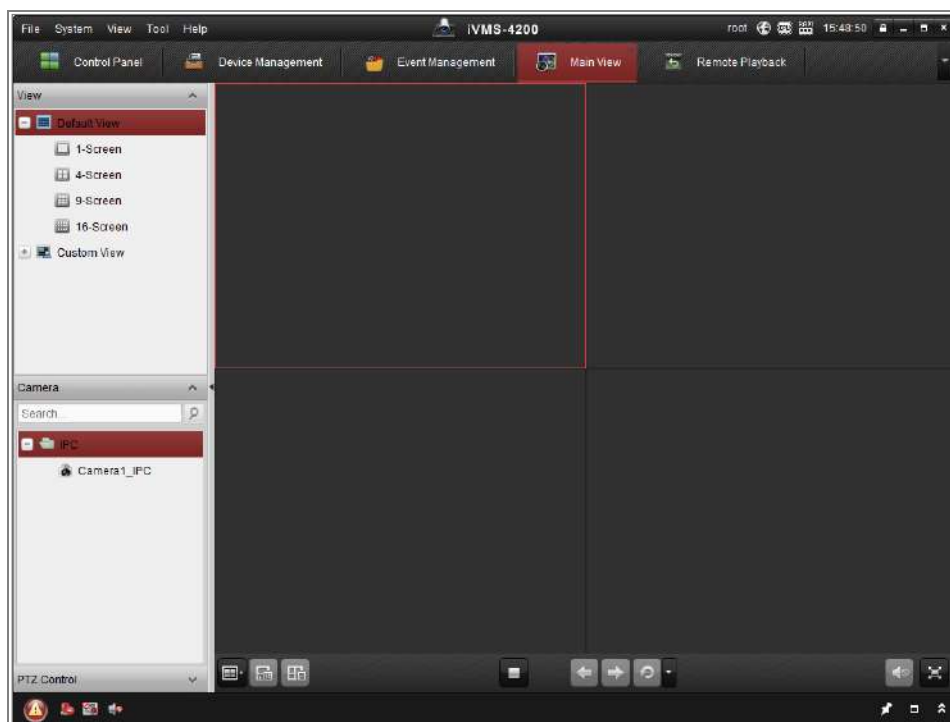 File System View Tool Help iVMS-4200 root 15:48:50
Control Panel Device Management Event Management Main View Remote Playback
View
Default View
1-Screen
4-Screen
9-Screen
16-Screen
Custom View
Camera
Search...
IPC
Camera1_IPC
PTZ Control